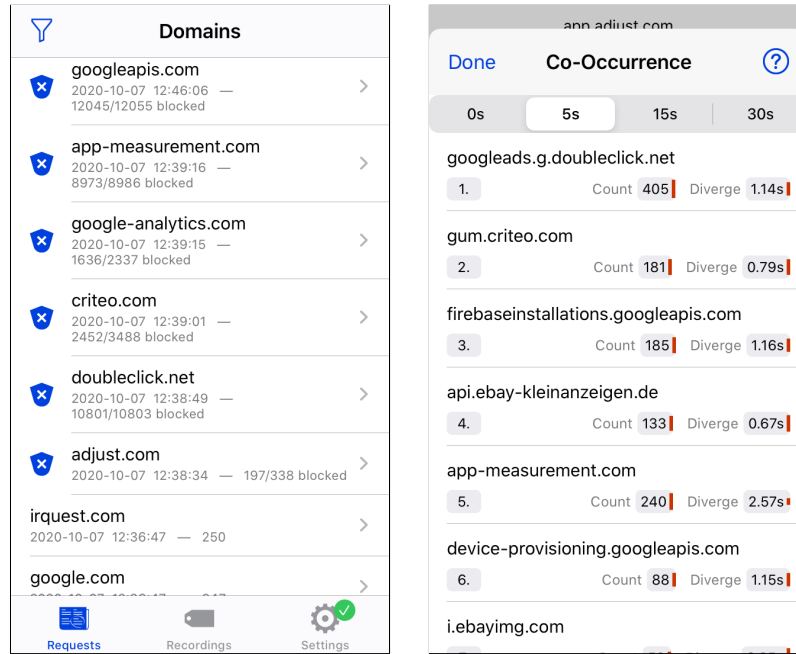 Domains
googleapis.com
2020-10-07 12:46:06 —
12045/12055 blocked
app-measurement.com
2020-10-07 12:39:16 —
8973/8986 blocked
google-analytics.com
2020-10-07 12:39:15 —
1636/2337 blocked
criteo.com
2020-10-07 12:39:01 —
2452/3488 blocked
doubleclick.net
2020-10-07 12:38:49 —
10801/10803 blocked
adjust.com
2020-10-07 12:38:34 — 197/338 blocked
irquest.com
2020-10-07 12:36:47 — 250
google.com
Requests Recordings Settings
app.adjust.com
Done Co-Occurrence ?
0s 5s 15s 30s
googleads.g.doubleclick.net
1. Count 405 Diverge 1.14s
gum.criteo.com
2. Count 181 Diverge 0.79s
firebaseinstallations.googleapis.com
3. Count 185 Diverge 1.16s
api.ebay-kleinanzeigen.de
4. Count 133 Diverge 0.67s
app-measurement.com
5. Count 240 Diverge 2.57s
device-provisioning.googleapis.com
6. Count 88 Diverge 1.15s
i.ebayimg.com